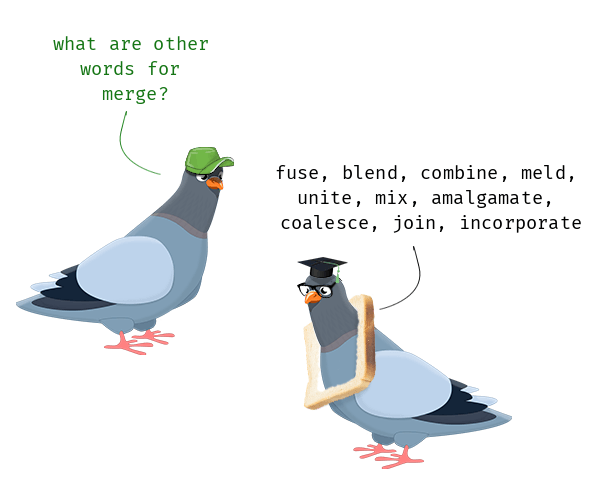 what are other
words for
merge?
fuse, blend, combine, meld,
unite, mix, amalgamate,
coalesce, join, incorporate